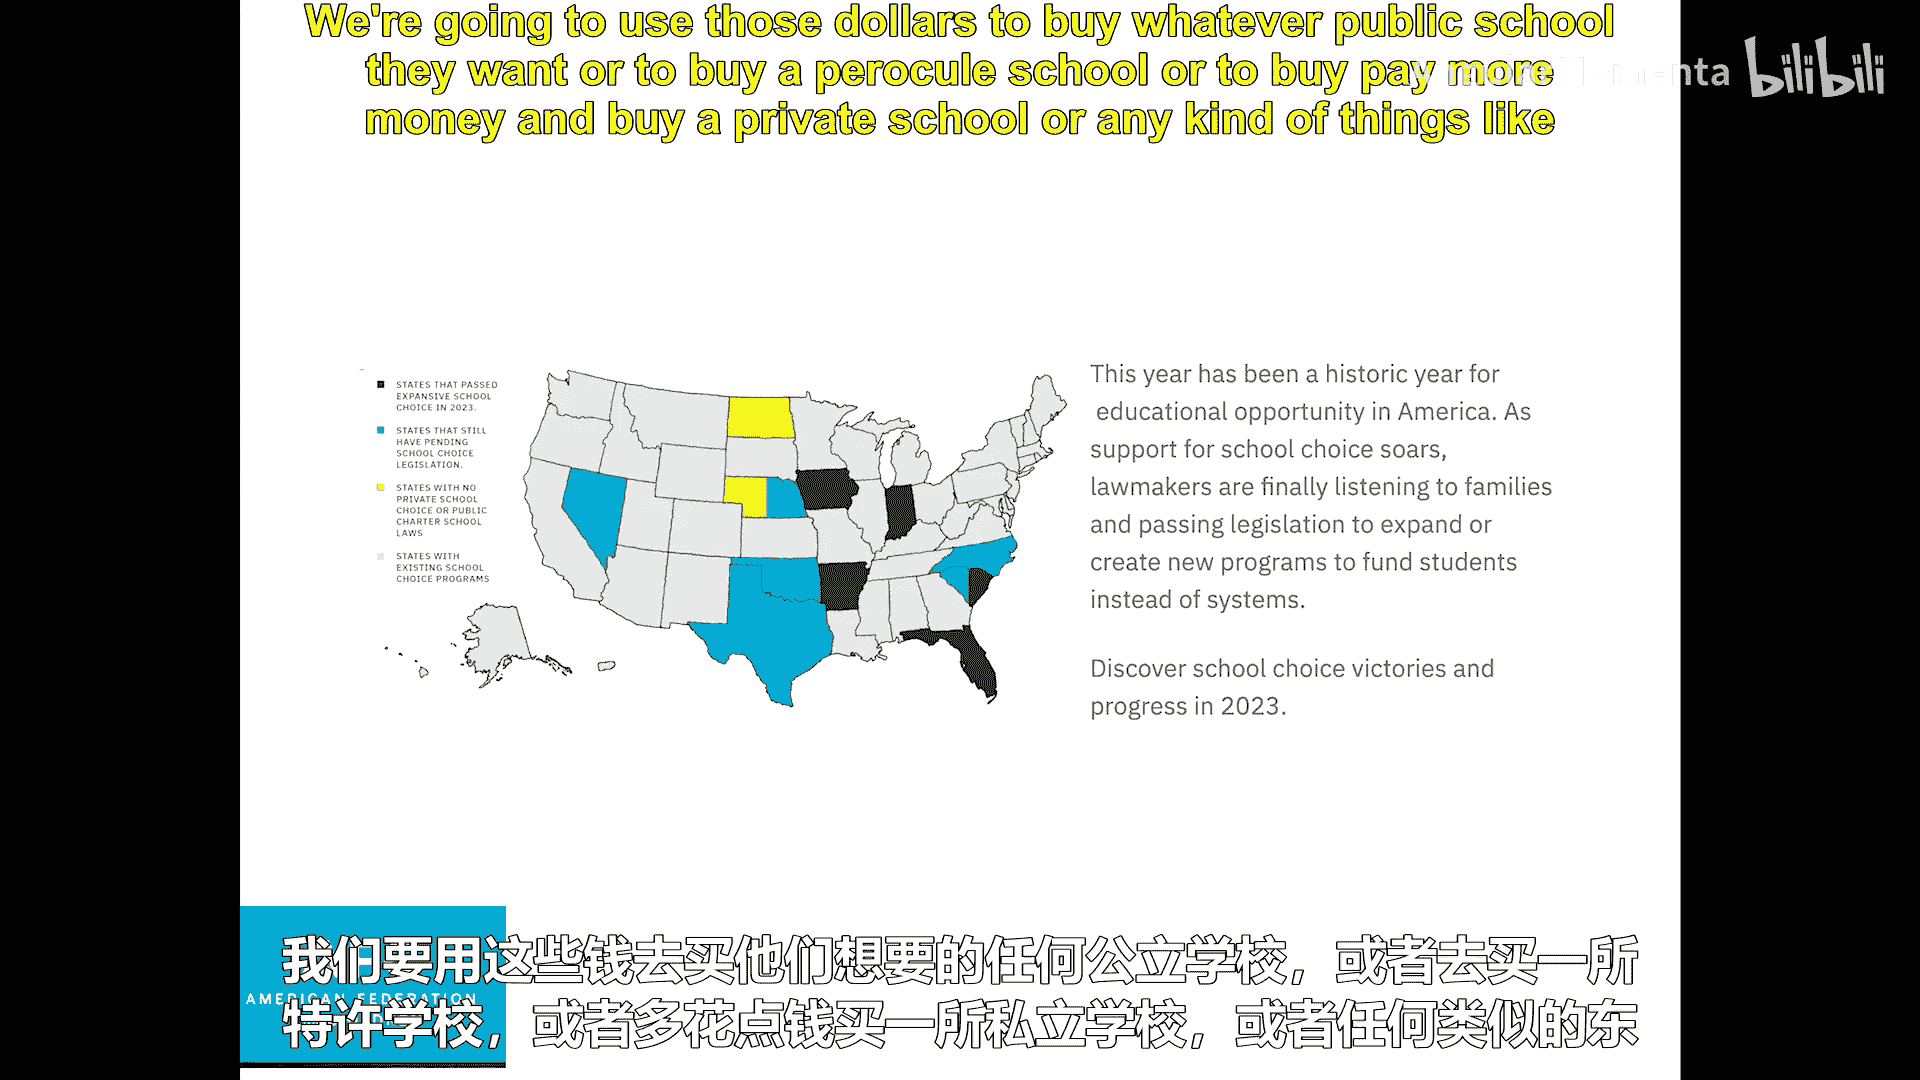 We're going to use those dollars to buy whatever public school
they want or to buy a perocule school or to buy pay more
money and buy a private school or any kind of things like
bilibili
STATES THAT PASSED
EXPANSIVE SCHOOL
CHOICE IN 2023.
STATES THAT STILL
HAVE PENDING
SCHOOL CHOICE
LEGISLATION.
STATES WITH NO
PRIVATE SCHOOL
CHOICE OR PUBLIC
CHARTER SCHOOL
LAWS
STATES WITH
EXISTING SCHOOL
CHOICE PROGRAMS
This year has been a historic year for
educational opportunity in America. As
support for school choice soars,
lawmakers are finally listening to families
and passing legislation to expand or
create new programs to fund students
instead of systems.
Discover school choice victories and
progress in 2023.
我们要用这些钱去买他们想要的任何公立学校，或者去买一所
AMERICAN FEDERATION
特许学校，或者多花点钱买一所私立学校，或者任何类似的东